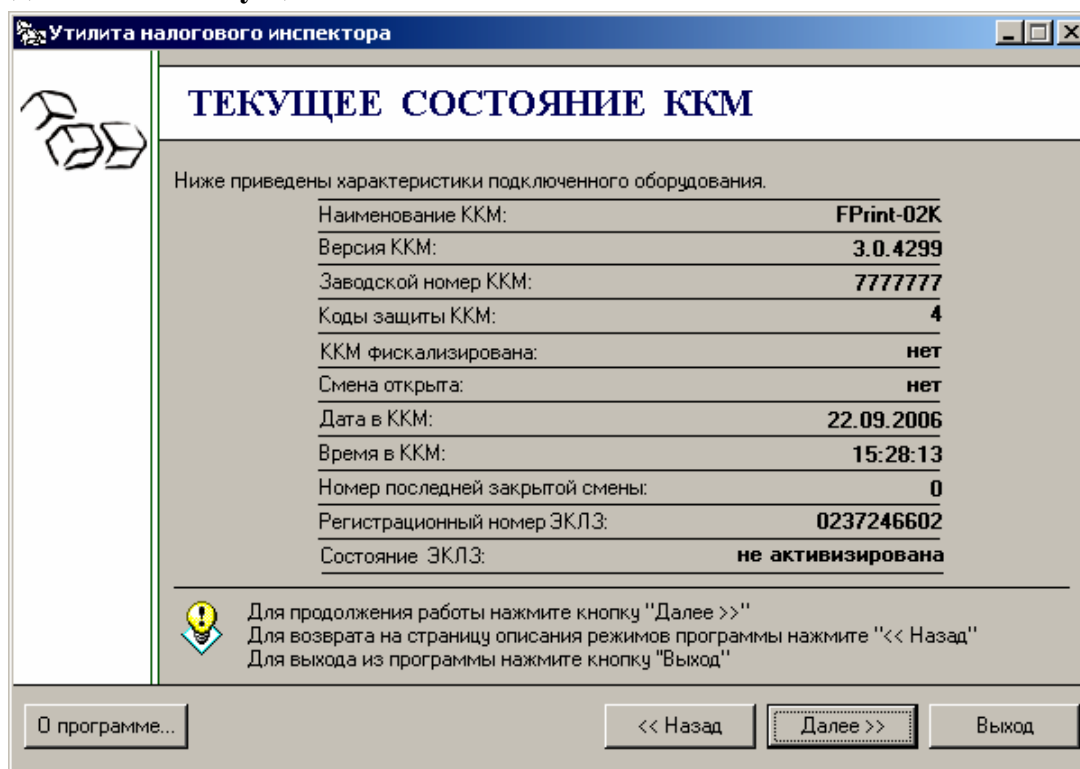 Утилита налогового инспектора
ТЕКУЩЕЕ СОСТОЯНИЕ ККМ
Ниже приведены характеристики подключенного оборудования.
Наименование ККМ: FPrint-02K
Версия ККМ: 3.0.4299
Заводской номер ККМ: 7777777
Коды защиты ККМ: 4
ККМ фискализирована: нет
Смена открыта: нет
Дата в ККМ: 22.09.2006
Время в ККМ: 15:28:13
Номер последней закрытой смены: 0
Регистрационный номер ЭКЛЗ: 0237246602
Состояние ЭКЛЗ: не активизирована
Для продолжения работы нажмите кнопку "Далее >>"
Для возврата на страницу описания режимов программы нажмите "<< Назад"
Для выхода из программы нажмите кнопку "Выход"
О программе... << Назад Далее >> Выход